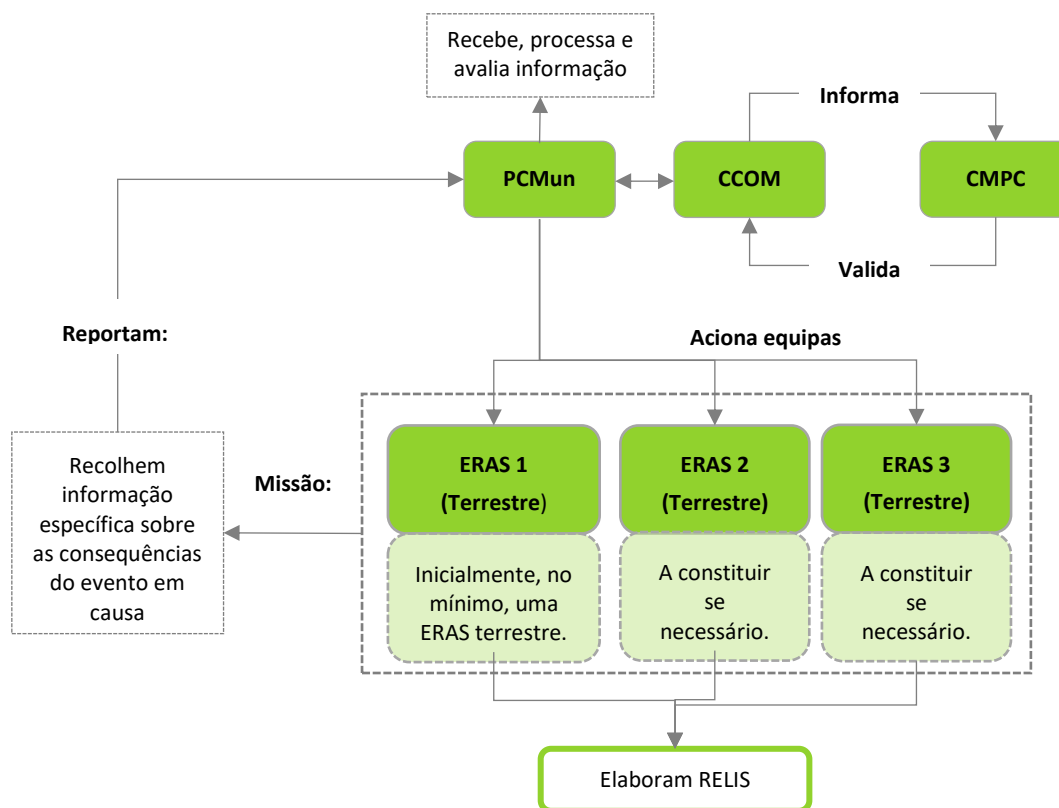 Recebe, processa e
avalia informação
Informa
PCMun
CCOM
CMPC
Valida
Reportam:
Aciona equipas
Recolhem
informação
específica sobre
as consequências
do evento em
causa
Missão:
ERAS 1
(Terrestre)
ERAS 2
(Terrestre)
ERAS 3
(Terrestre)
Inicialmente, no
mínimo, uma
ERAS terrestre.
A constituir
se
necessário.
A constituir
se
necessário.
Elaboram RELIS